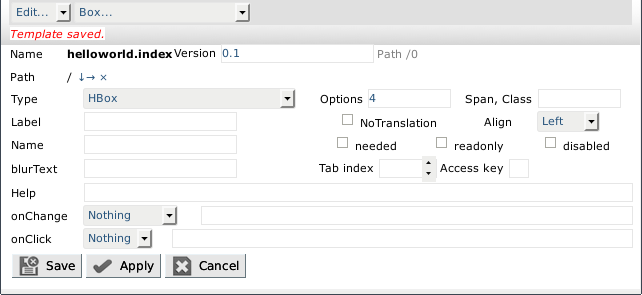 Edit... Box...
Template saved.
Name helloworld.index Version 0.1 Path /0
Path / ↓→ ×
Type HBox Options 4 Span, Class
Label NoTranslation Align Left
Name needed readonly disabled
blurText Tab index Access key
Help
onChange Nothing
onClick Nothing
Save Apply Cancel